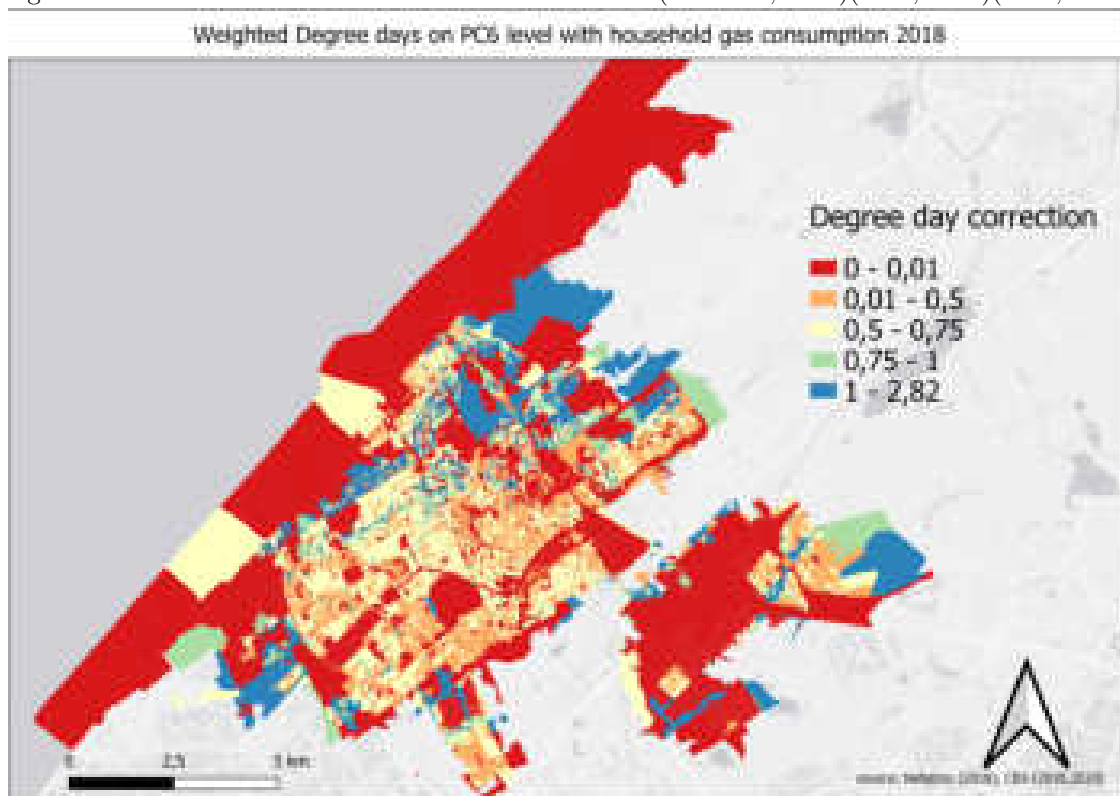 Weighted Degree days on PC6 level with household gas consumption 2018
Degree day correction
0 - 0,01
0,01 - 0,5
0,5 - 0,75
0,75 - 1
1 - 2,82
0 2,5 5 km